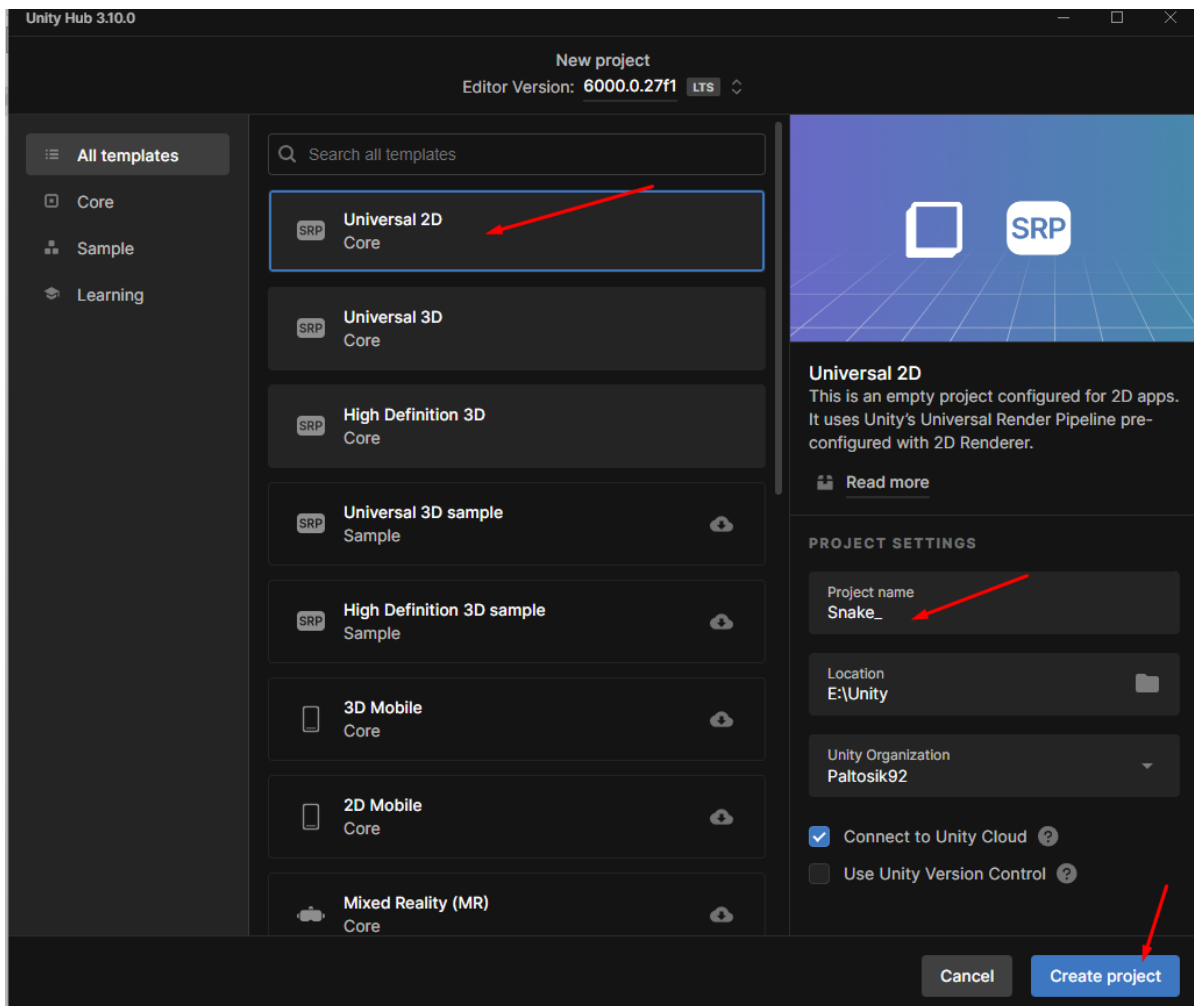 Unity Hub 3.10.0
New project
Editor Version: 6000.0.27f1 LTS
All templates
Core
Sample
Learning
Search all templates
SRP
Universal 2D
Core
SRP
Universal 3D
Core
SRP
High Definition 3D
Core
SRP
Universal 3D sample
Sample
SRP
High Definition 3D sample
Sample
3D Mobile
Core
2D Mobile
Core
Mixed Reality (MR)
Core
SRP
Universal 2D
This is an empty project configured for 2D apps.
It uses Unity's Universal Render Pipeline pre-
configured with 2D Renderer.
Read more
PROJECT SETTINGS
Project name
Snake_
Location
E:\Unity
Unity Organization
Paltosik92
Connect to Unity Cloud ?
Use Unity Version Control ?
Cancel
Create project